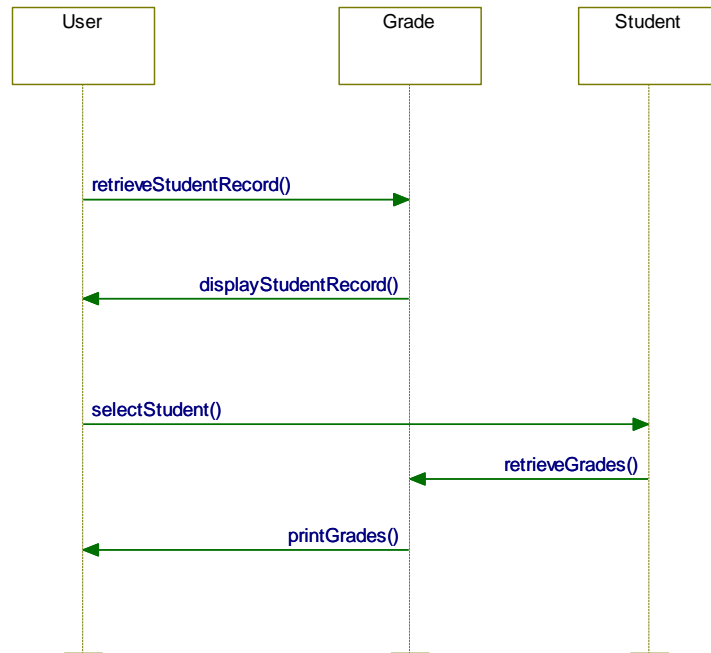 User
Grade
Student
retrieveStudentRecord()
displayStudentRecord()
selectStudent()
retrieveGrades()
printGrades()